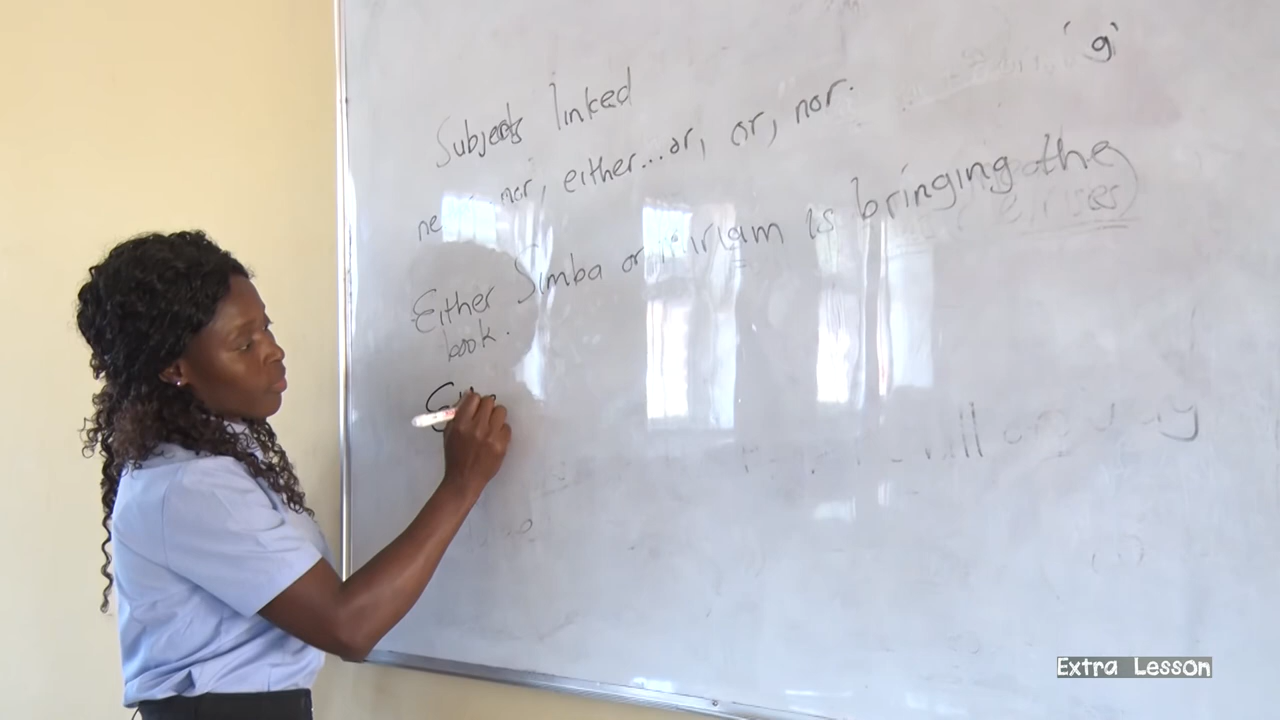 'g'
Subjects linked
nor, either...or, or, nor.
Either Simba or Miriam is bringing the
book.
Extra Lesson